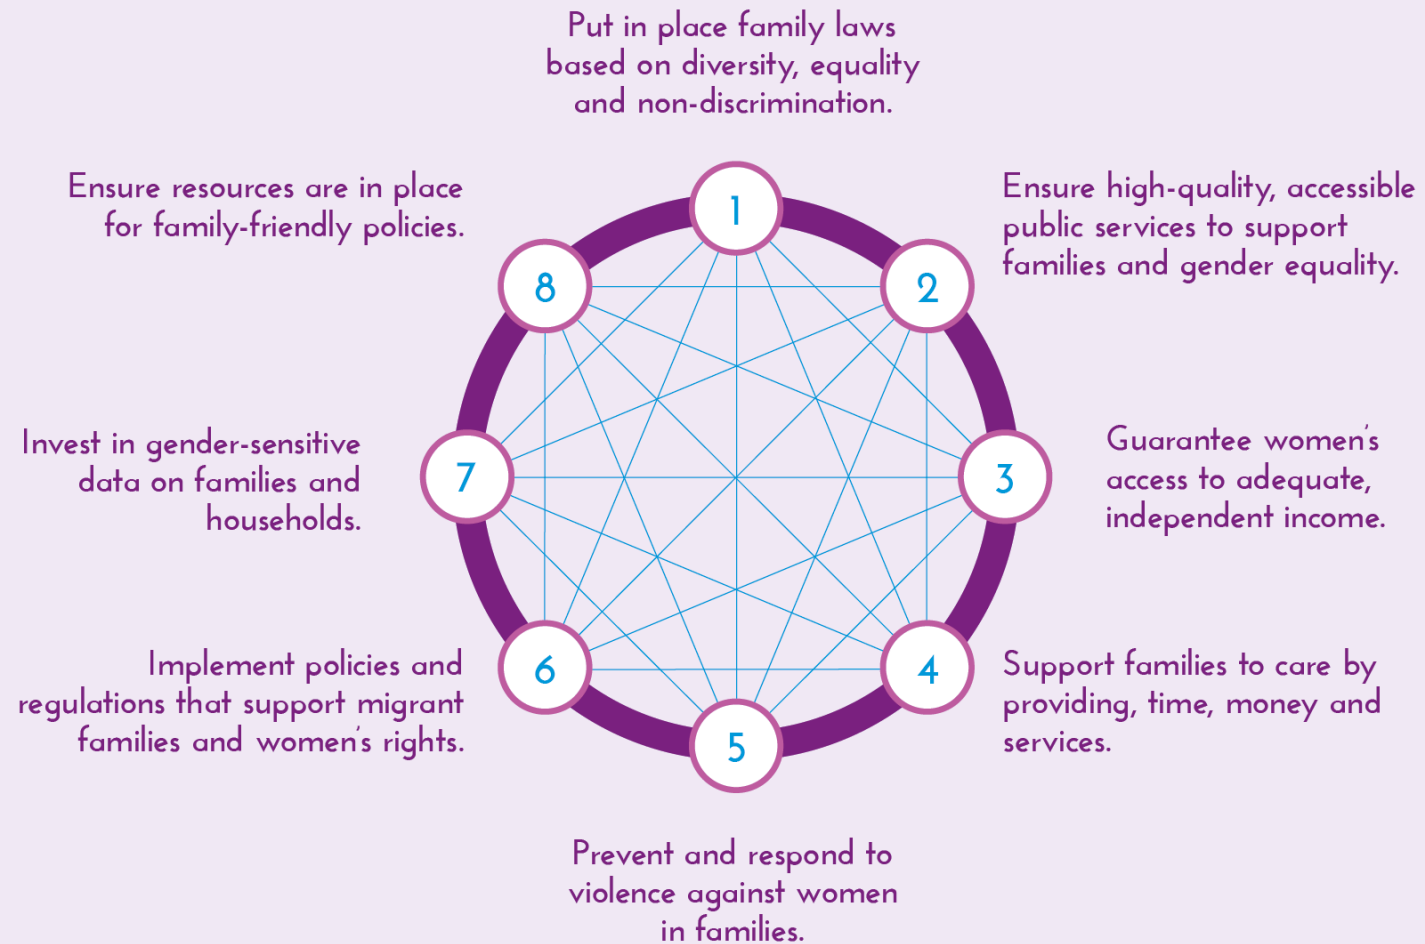 Put in place family laws
based on diversity, equality
and non-discrimination.
1
Ensure high-quality, accessible
public services to support
families and gender equality.
2
Guarantee women's
access to adequate,
independent income.
3
Support families to care by
providing, time, money and
services.
4
Prevent and respond to
violence against women
in families.
5
Implement policies and
regulations that support migrant
families and women's rights.
6
Invest in gender-sensitive
data on families and
households.
7
Ensure resources are in place
for family-friendly policies.
8